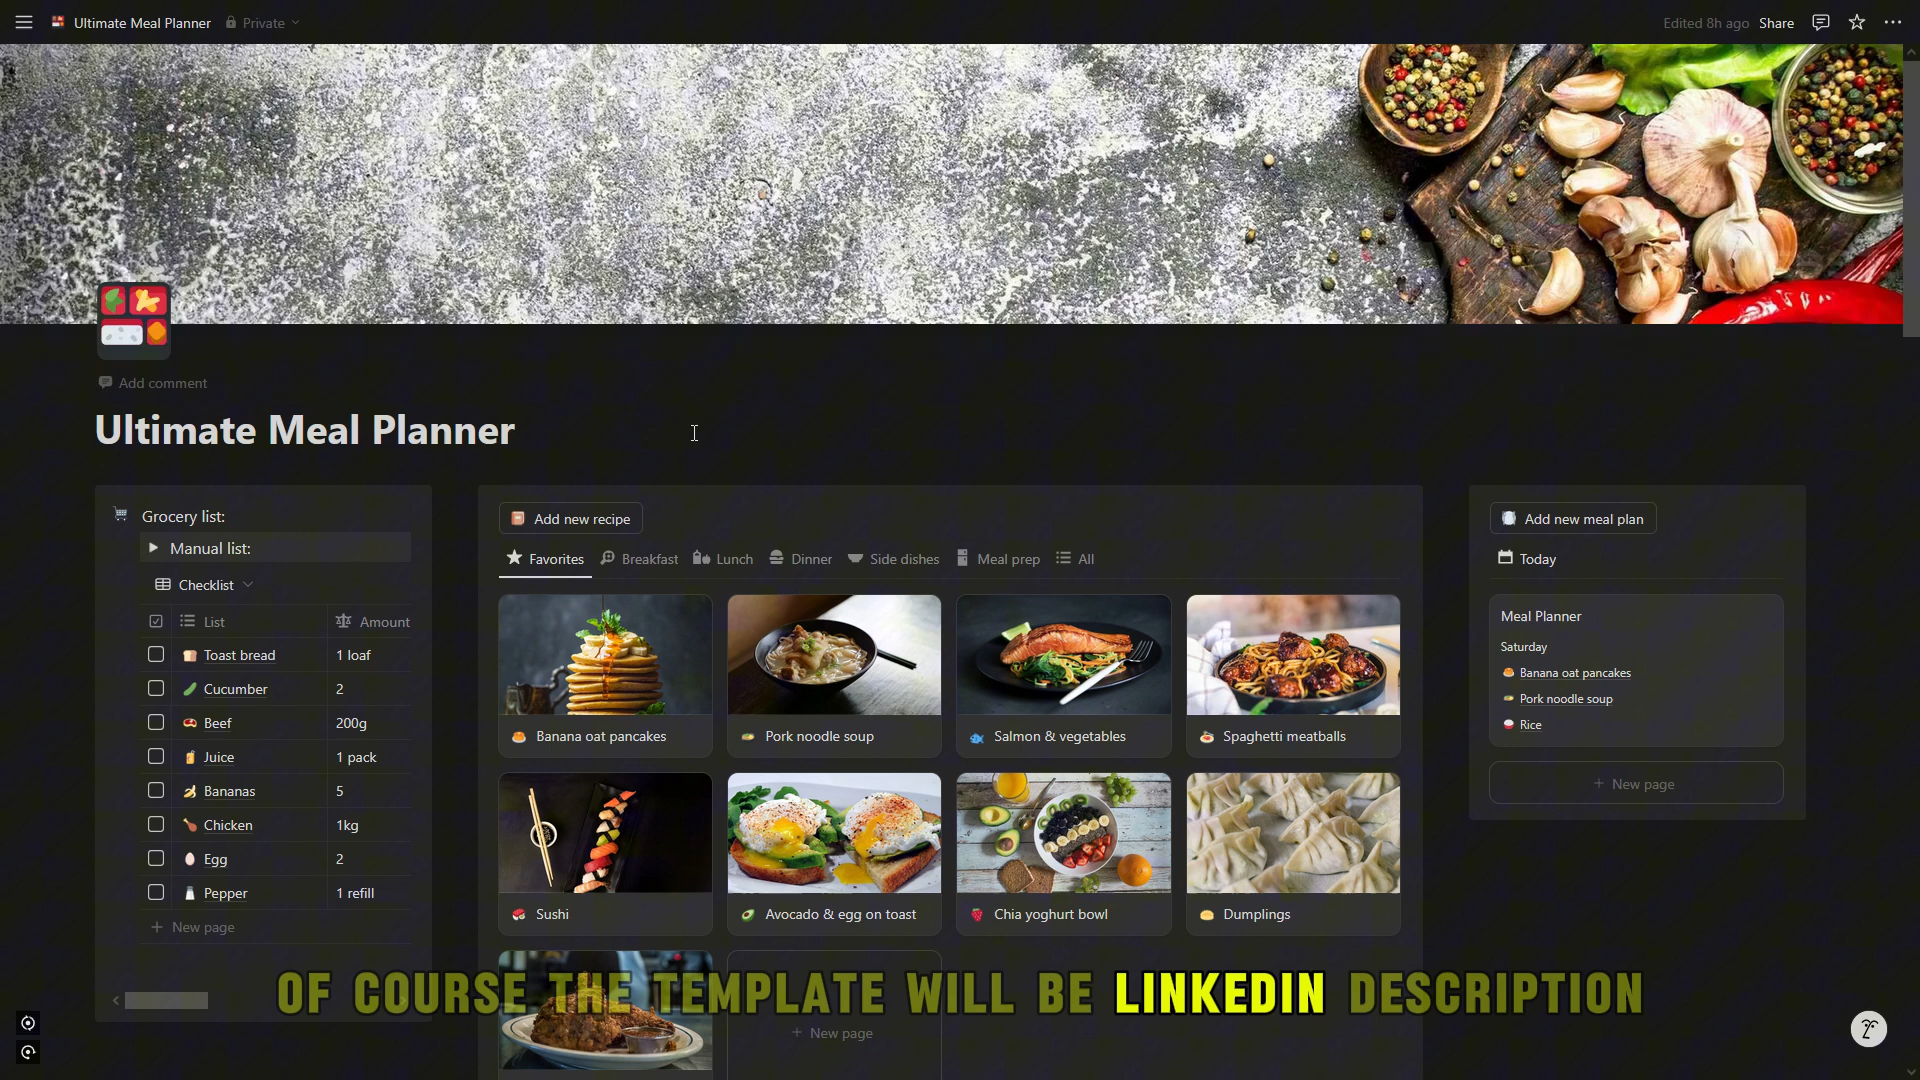 Ultimate Meal Planner Private Edited 8h ago Share
Add comment
Ultimate Meal Planner
Grocery list:
Manual list:
Checklist
List Amount
Toast bread 1 loaf
Cucumber 2
Beef 200g
Juice 1 pack
Bananas 5
Chicken 1kg
Egg 2
Pepper 1 refill
New page
Add new recipe
Favorites Breakfast Lunch Dinner Side dishes Meal prep All
Banana oat pancakes
Pork noodle soup
Salmon & vegetables
Spaghetti meatballs
Sushi
Avocado & egg on toast
Chia yoghurt bowl
Dumplings
New page
Add new meal plan
Today
Meal Planner
Saturday
Banana oat pancakes
Pork noodle soup
Rice
New page
OF COURSE THE TEMPLATE WILL BE LINKEDIN DESCRIPTION